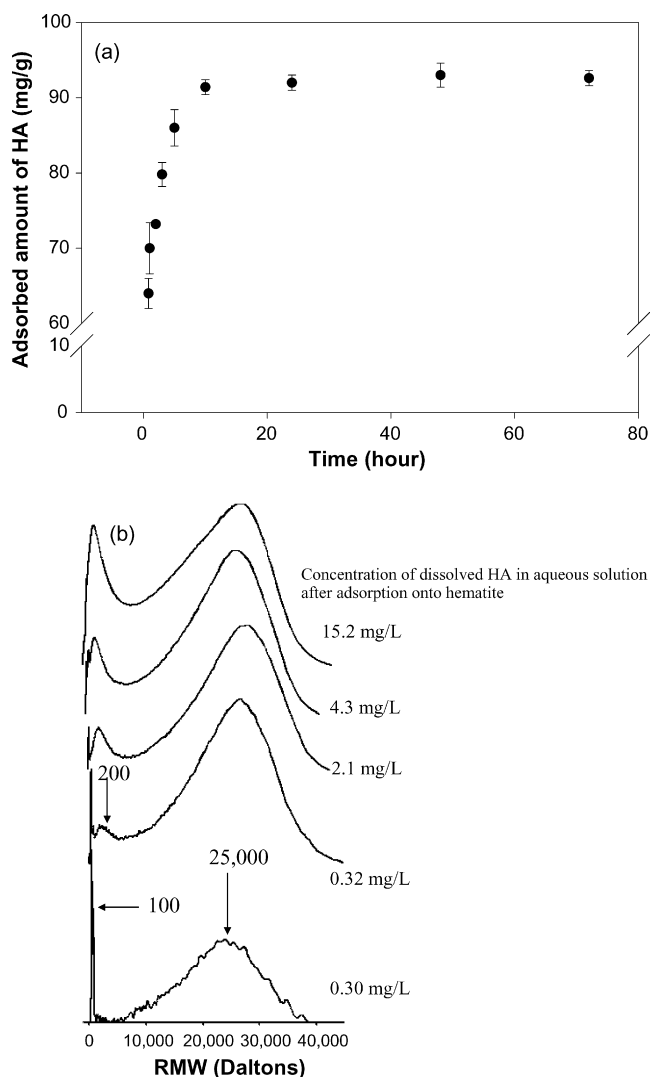 (a)
Adsorbed amount of HA (mg/g)
100
90
80
70
60
10
0
0 20 40 60 80
Time (hour)
(b)
Concentration of dissolved HA in aqueous solution
after adsorption onto hematite
15.2 mg/L
4.3 mg/L
2.1 mg/L
200
0.32 mg/L
25,000
100
0.30 mg/L
0 10,000 20,000 30,000 40,000
RMW (Daltons)